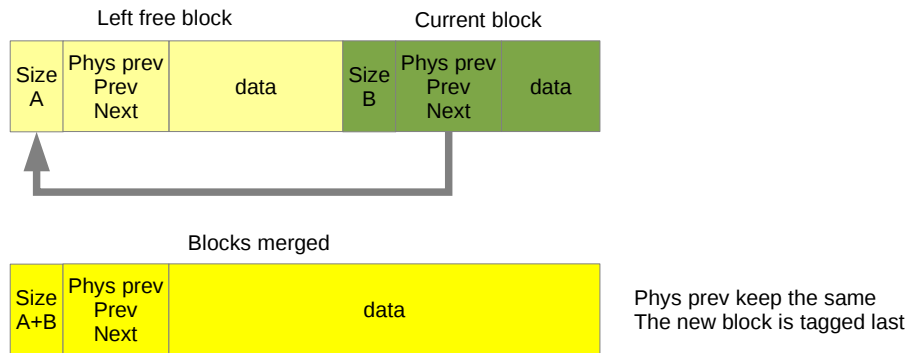 Left free block
Current block
Size
A
Phys prev
Prev
Next
data
Size
B
Phys prev
Prev
Next
data
Blocks merged
Size
A+B
Phys prev
Prev
Next
data
Phys prev keep the same
The new block is tagged last